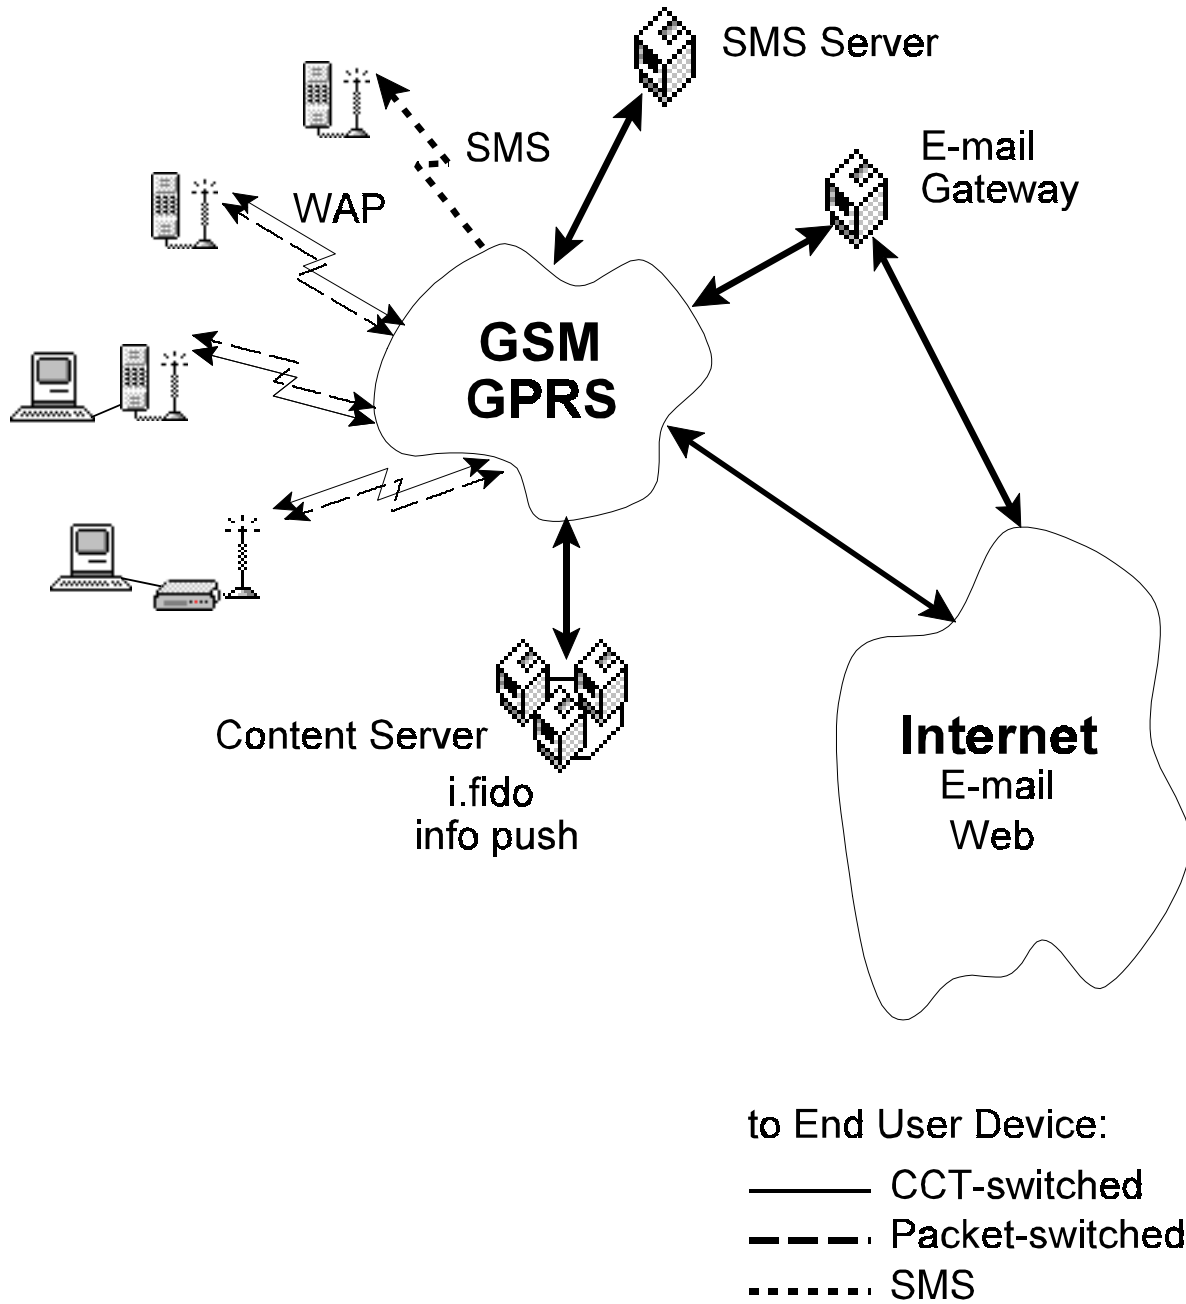 SMS Server
SMS
E-mail
Gateway
WAP
GSM
GPRS
Content Server
i.fido
info push
Internet
E-mail
Web
to End User Device:
CCT-switched
Packet-switched
SMS